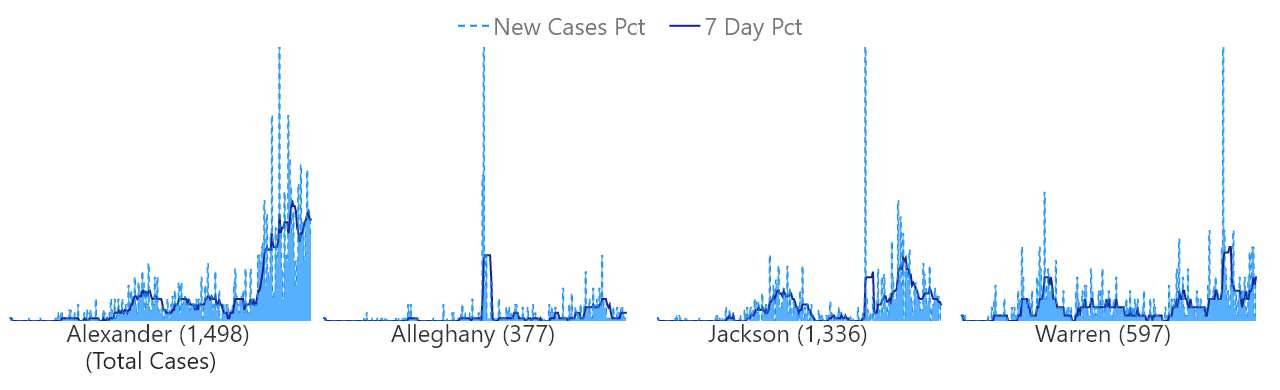 New Cases Pct 7 Day Pct
Alexander (1,498) Alleghany (377) Jackson (1,336) Warren (597)
(Total Cases)